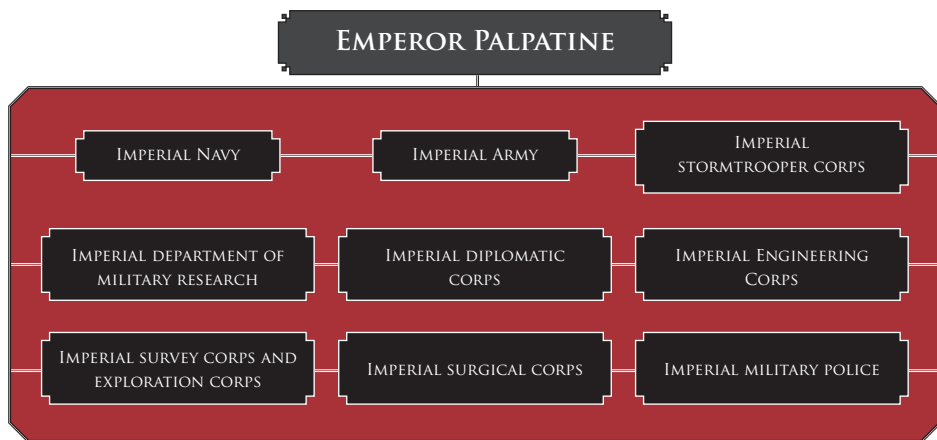 Emperor Palpatine
Imperial Navy
Imperial Army
Imperial
stormtrooper corps
Imperial department of
military research
Imperial diplomatic
corps
Imperial Engineering
Corps
Imperial survey corps and
exploration corps
Imperial surgical corps
Imperial military police